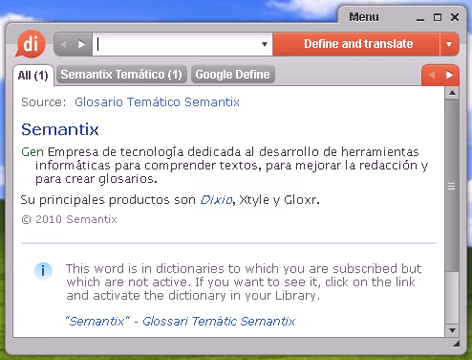 Menu
di
Define and translate
All (1)
Semantix Temático (1)
Google Define
Source: Glosario Temático Semantix
Semantix
Gen Empresa de tecnología dedicada al desarrollo de herramientas
informáticas para comprender textos, para mejorar la redacción y
para crear glosarios.
Su principales productos son Dixio, Xtyle y Gloxr.
© 2010 Semantix
i
This word is in dictionaries to which you are subscribed but
which are not active. If you want to see it, click on the link
and activate the dictionary in your Library.
"Semantix" - Glossari Temàtic Semantix